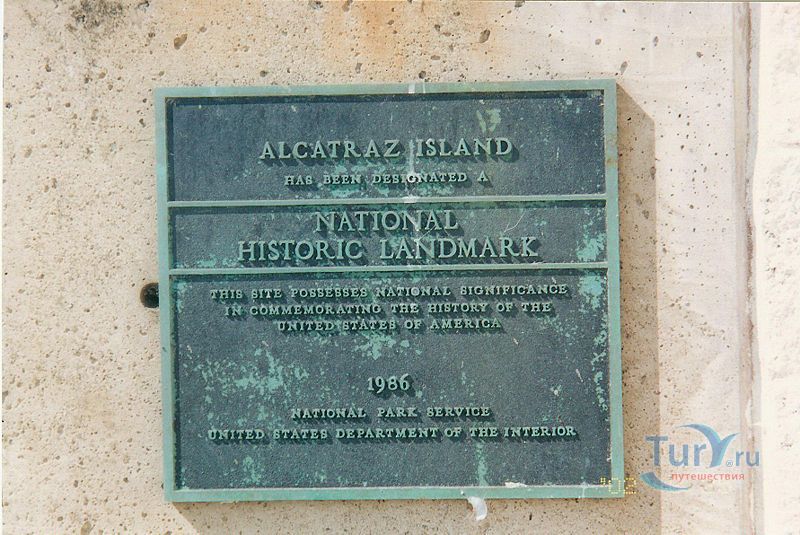 ALCATRAZ ISLAND
HAS BEEN DESIGNATED A
NATIONAL
HISTORIC LANDMARK
THIS SITE POSSESSES NATIONAL SIGNIFICANCE
IN COMMEMORATING THE HISTORY OF THE
UNITED STATES OF AMERICA
1986
NATIONAL PARK SERVICE
UNITED STATES DEPARTMENT OF THE INTERIOR
Tury.ru
путешествия
'02